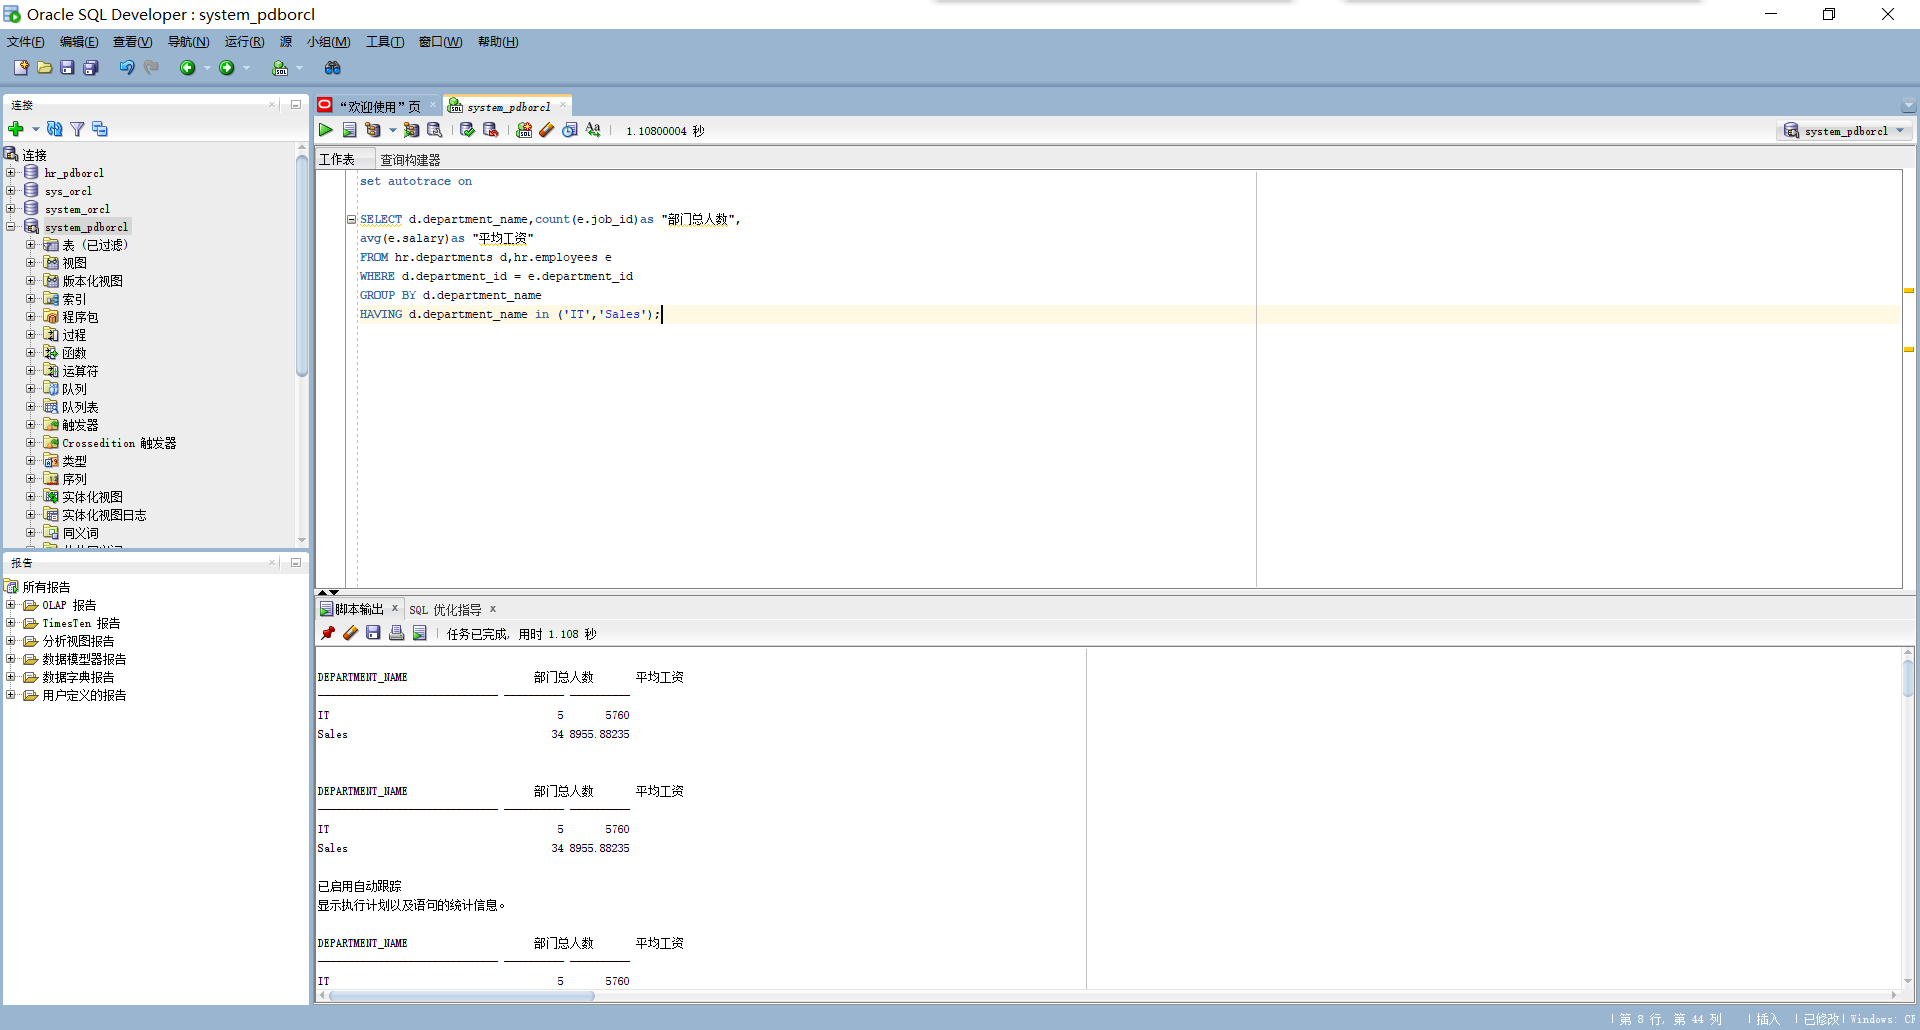 Oracle SQL Developer : system_pdborcl
文件(F) 编辑(E) 查看(V) 导航(N) 运行(R) 源 小组(M) 工具(T) 窗口(W) 帮助(H)
连接
连接
hr_pdborcl
sys_orcl
system_orcl
system_pdborcl
表 (已过滤)
视图
版本化视图
索引
程序包
过程
函数
运算符
队列
队列表
触发器
Crossedition 触发器
类型
序列
实体化视图
实体化视图日志
同义词
报告
所有报告
OLAP 报告
TimesTen 报告
分析视图报告
数据模型器报告
数据字典报告
用户定义的报告
“欢迎使用”页 system_pdborcl
1.10800004 秒
system_pdborcl
工作表 查询构建器
set autotrace on
SELECT d.department_name,count(e.job_id)as "部门总人数",
avg(e.salary)as "平均工资"
FROM hr.departments d,hr.employees e
WHERE d.department_id = e.department_id
GROUP BY d.department_name
HAVING d.department_name in ('IT','Sales');
脚本输出 x SQL 优化指导 x
任务已完成, 用时 1.108 秒
DEPARTMENT_NAME 部门总人数 平均工资
------------------------------ ---------- ----------
IT 5 5760
Sales 34 8955.88235
DEPARTMENT_NAME 部门总人数 平均工资
------------------------------ ---------- ----------
IT 5 5760
Sales 34 8955.88235
已启用自动跟踪
显示执行计划以及语句的统计信息。
DEPARTMENT_NAME 部门总人数 平均工资
------------------------------ ---------- ----------
IT 5 5760
第 8 行, 第 44 列 | 插入 | 已修改 | Windows: CF